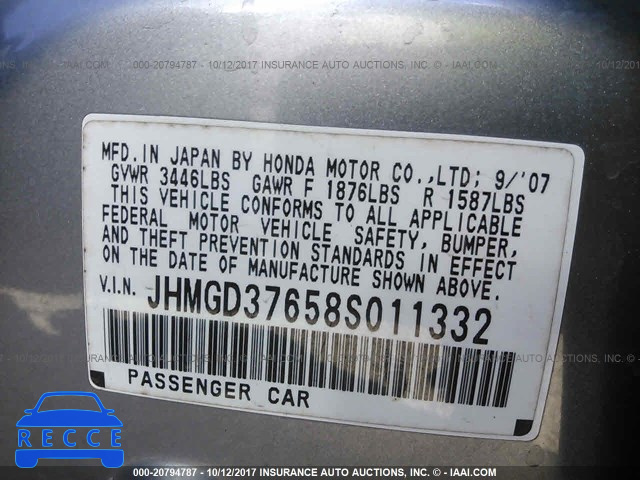 000-20794787 - 10/12/2017 INSURANCE AUTO AUCTIONS, INC. - © IAAI.COM
MFD.IN JAPAN BY HONDA MOTOR CO.,LTD; 9/'07
GVWR 3446LBS GAWR F 1876LBS R 1587LBS
THIS VEHICLE CONFORMS TO ALL APPLICABLE
FEDERAL MOTOR VEHICLE SAFETY, BUMPER,
AND THEFT PREVENTION STANDARDS IN EFFECT
ON THE DATE OF MANUFACTURE SHOWN ABOVE.
V.I.N. JHMGD37658S011332
PASSENGER CAR
RECCE
000-20794787 - 10/12/2017 INSURANCE AUTO AUCTIONS, INC. - © IAAI.COM